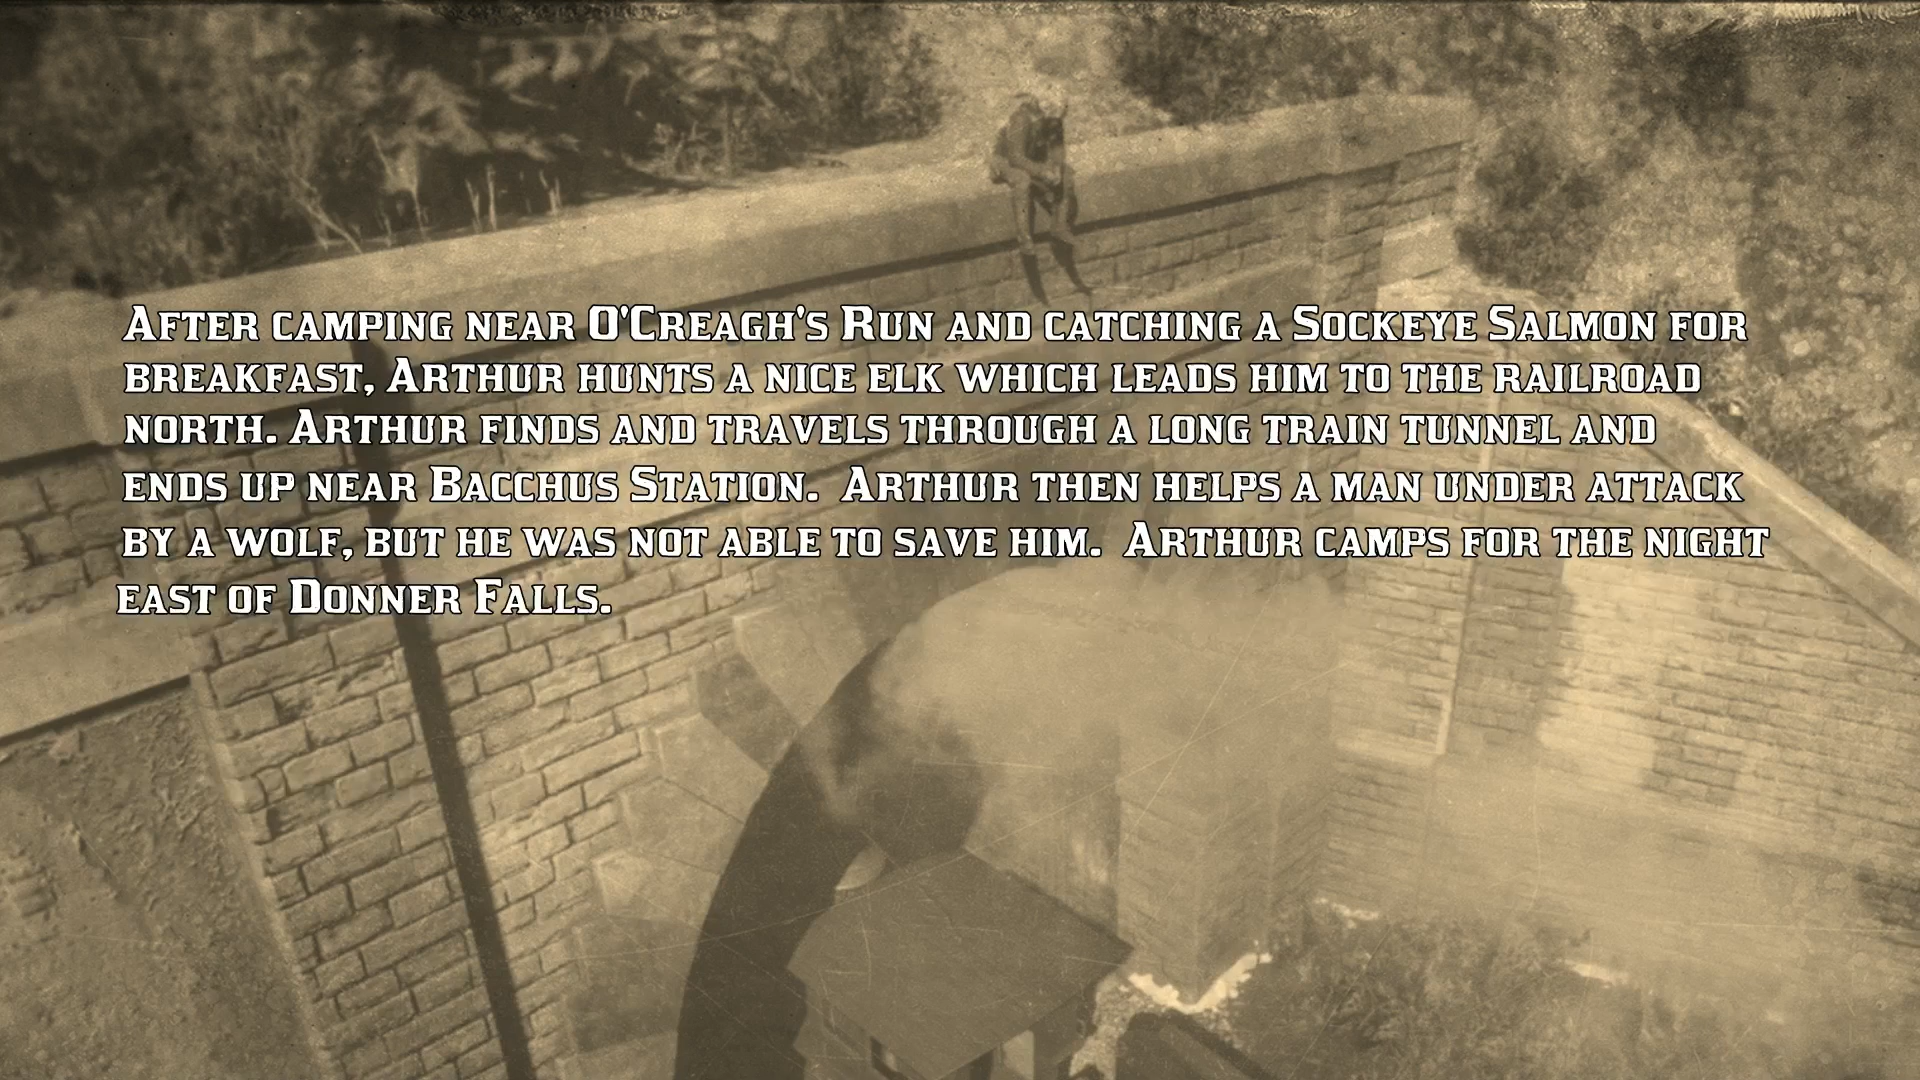 After camping near O'Creagh's Run and catching a Sockeye Salmon for
breakfast, Arthur hunts a nice elk which leads him to the railroad
north. Arthur finds and travels through a long train tunnel and
ends up near Bacchus Station.  Arthur then helps a man under attack
by a wolf, but he was not able to save him.  Arthur camps for the night
east of Donner Falls.